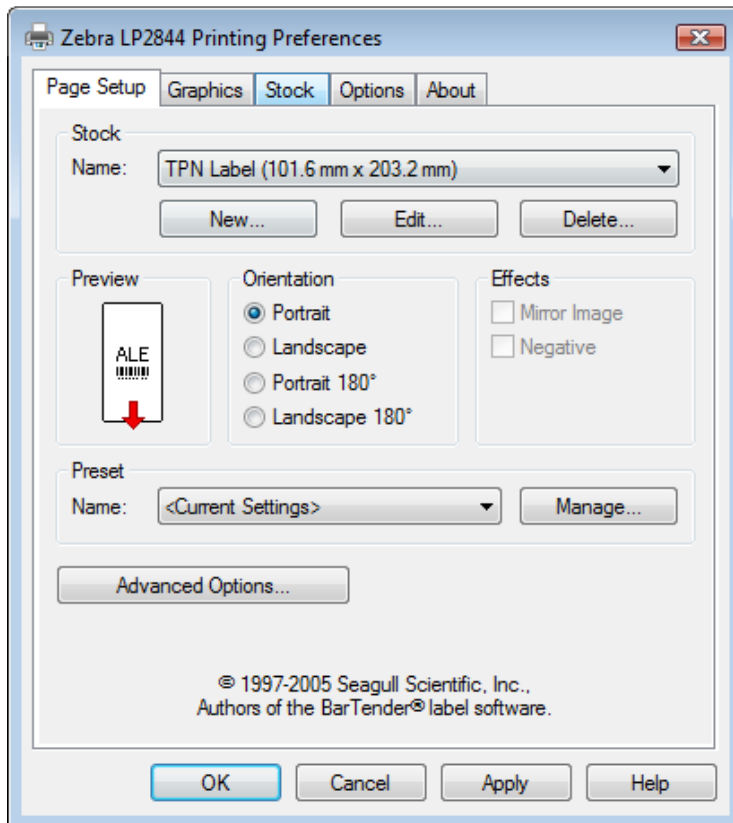 Zebra LP2844 Printing Preferences
Page Setup Graphics Stock Options About
Stock
Name: TPN Label (101.6 mm x 203.2 mm)
New... Edit... Delete...
Preview
ALE
Orientation
Portrait
Landscape
Portrait 180°
Landscape 180°
Effects
Mirror Image
Negative
Preset
Name: <Current Settings> Manage...
Advanced Options...
© 1997-2005 Seagull Scientific, Inc.,
Authors of the BarTender® label software.
OK Cancel Apply Help